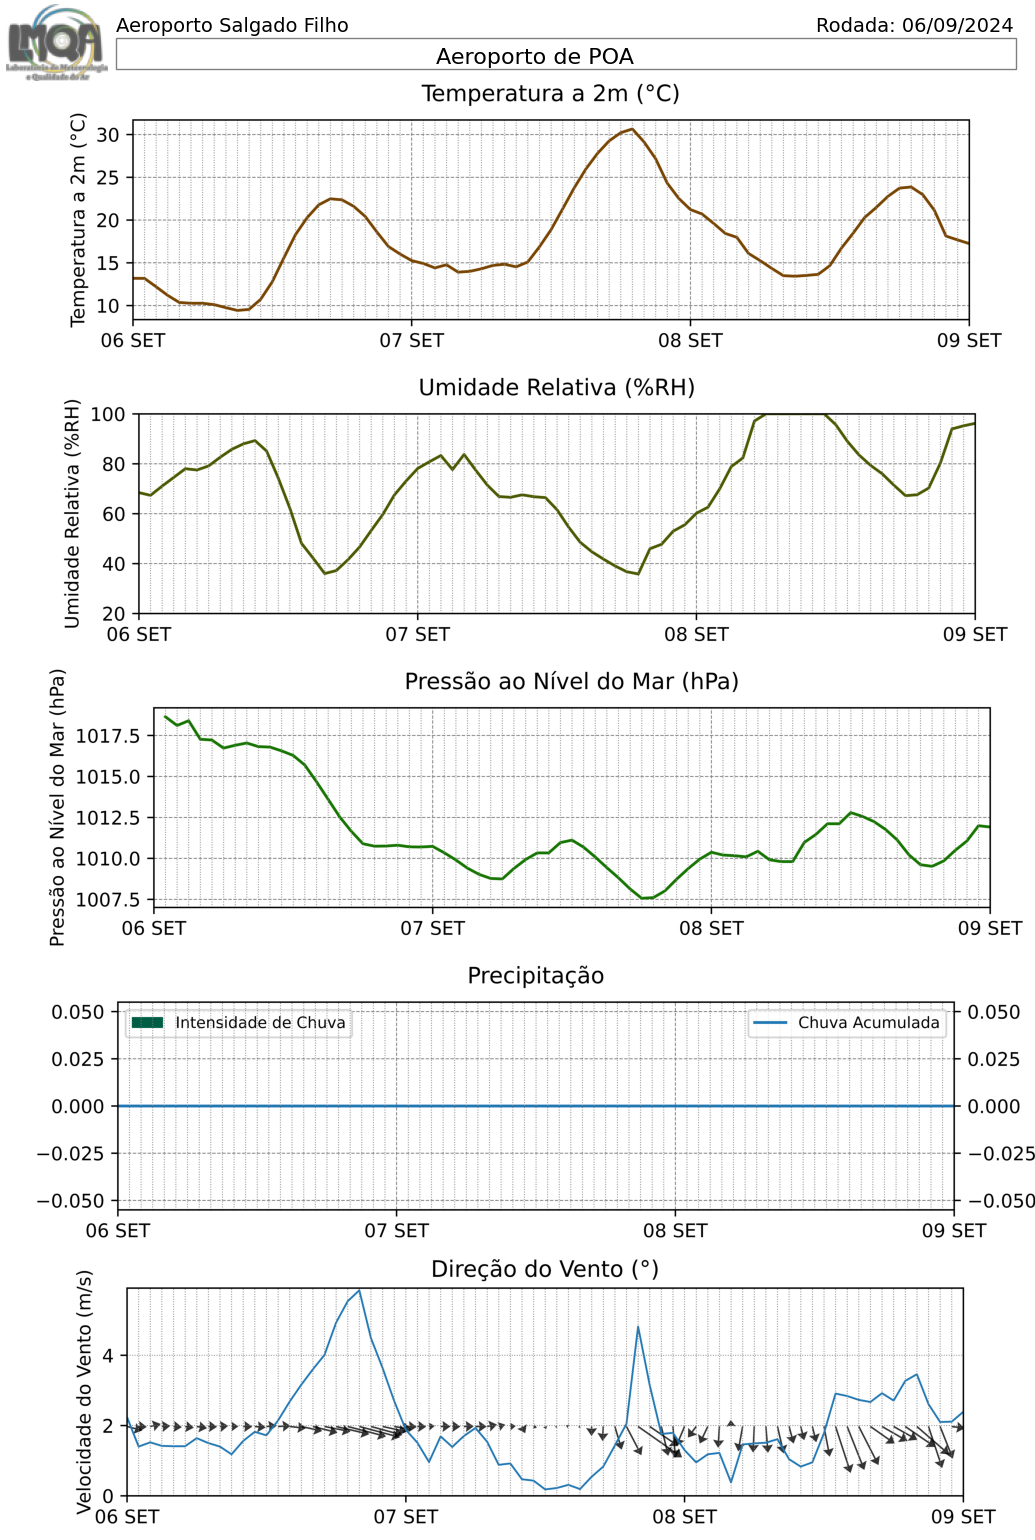 LMQA
Laboratório de Meteorologia
e Qualidade do Ar
Aeroporto Salgado Filho
Rodada: 06/09/2024
Aeroporto de POA
Temperatura a 2m (°C)
Temperatura a 2m (°C)
30
25
20
15
10
06 SET 07 SET 08 SET 09 SET
Umidade Relativa (%RH)
Umidade Relativa (%RH)
100
80
60
40
20
06 SET 07 SET 08 SET 09 SET
Pressão ao Nível do Mar (hPa)
Pressão ao Nível do Mar (hPa)
1017.5
1015.0
1012.5
1010.0
1007.5
06 SET 07 SET 08 SET 09 SET
Precipitação
Intensidade de Chuva
Chuva Acumulada
0.050 0.050
0.025 0.025
0.000 0.000
−0.025 −0.025
−0.050 −0.050
06 SET 07 SET 08 SET 09 SET
Direção do Vento (°)
Velocidade do Vento (m/s)
4
2
0
06 SET 07 SET 08 SET 09 SET